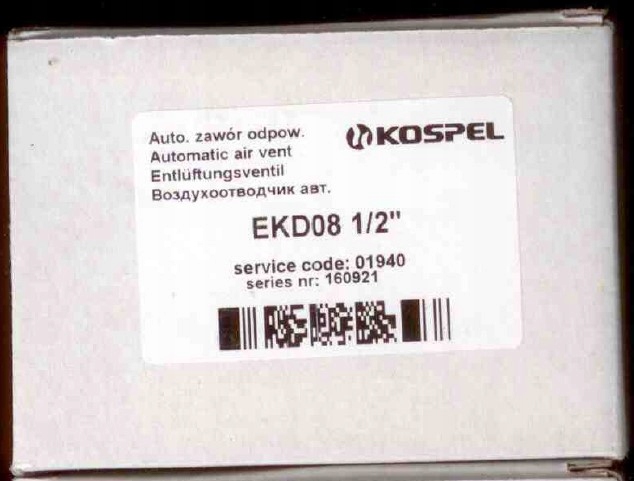 Auto. zawór odpow.
Automatic air vent
Entlüftungsventil
Воздухоотводчик авт.
KOSPEL
EKD08 1/2"
service code: 01940
series nr: 160921